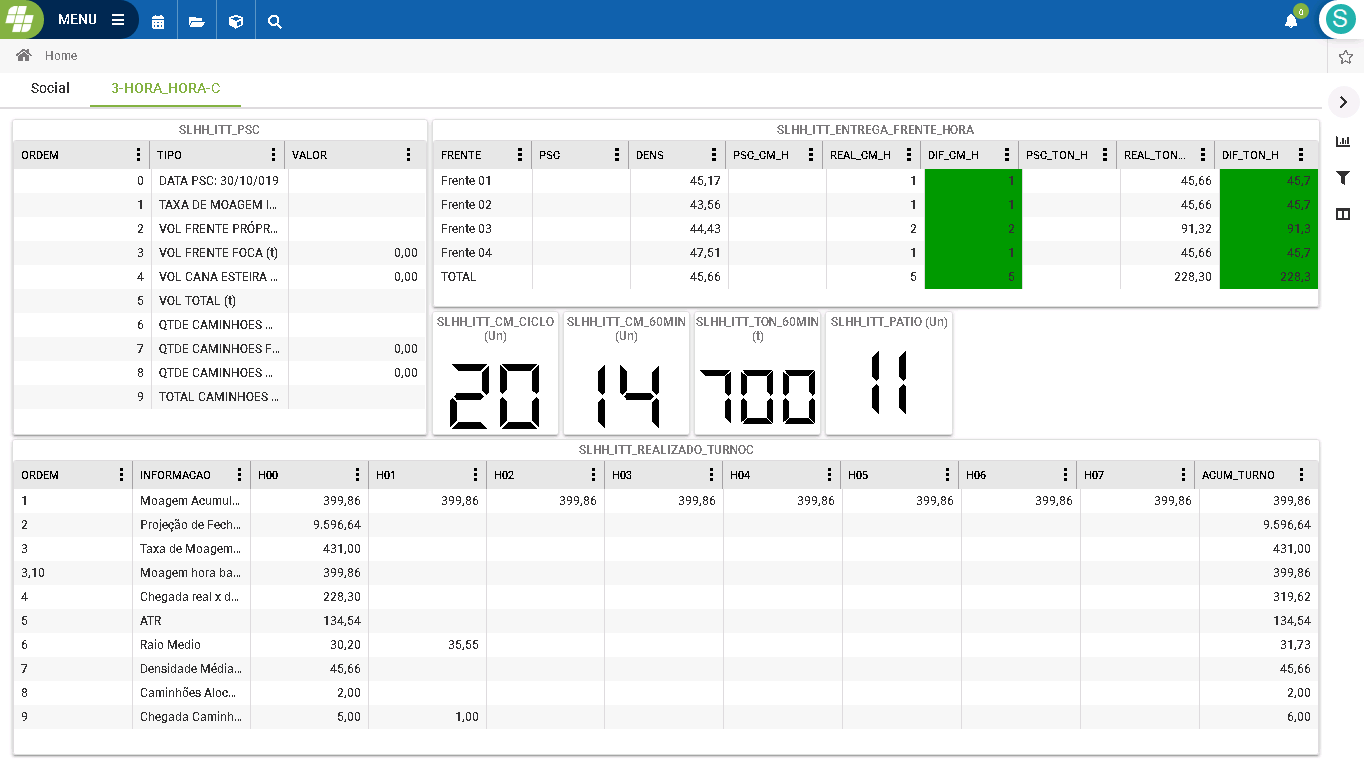 MENU
0
S
Home
Social 3-HORA_HORA-C
SLHH_ITT_PSC
ORDEM TIPO VALOR
0 DATA PSC: 30/10/019
1 TAXA DE MOAGEM I...
2 VOL FRENTE PRÓPR...
3 VOL FRENTE FOCA (t) 0,00
4 VOL CANA ESTEIRA ... 0,00
5 VOL TOTAL (t)
6 QTDE CAMINHOES ...
7 QTDE CAMINHOES F... 0,00
8 QTDE CAMINHOES ... 0,00
9 TOTAL CAMINHOES ...
SLHH_ITT_ENTREGA_FRENTE_HORA
FRENTE PSC DENS PSC_CM_H REAL_CM_H DIF_CM_H PSC_TON_H REAL_TON... DIF_TON_H
Frente 01 45,17 1 1 45,66 45,7
Frente 02 43,56 1 1 45,66 45,7
Frente 03 44,43 2 2 91,32 91,3
Frente 04 47,51 1 1 45,66 45,7
TOTAL 45,66 5 5 228,30 228,3
SLHH_ITT_CM_CICLO
(Un)
20
SLHH_ITT_CM_60MIN
(Un)
14
SLHH_ITT_TON_60MIN
(t)
700
SLHH_ITT_PATIO (Un)
11
SLHH_ITT_REALIZADO_TURNOC
ORDEM INFORMACAO H00 H01 H02 H03 H04 H05 H06 H07 ACUM_TURNO
1 Moagem Acumul... 399,86 399,86 399,86 399,86 399,86 399,86 399,86 399,86 399,86
2 Projeção de Fech... 9.596,64 9.596,64
3 Taxa de Moagem... 431,00 431,00
3,10 Moagem hora ba... 399,86 399,86
4 Chegada real x d... 228,30 319,62
5 ATR 134,54 134,54
6 Raio Medio 30,20 35,55 31,73
7 Densidade Média... 45,66 45,66
8 Caminhões Aloc... 2,00 2,00
9 Chegada Caminh... 5,00 1,00 6,00